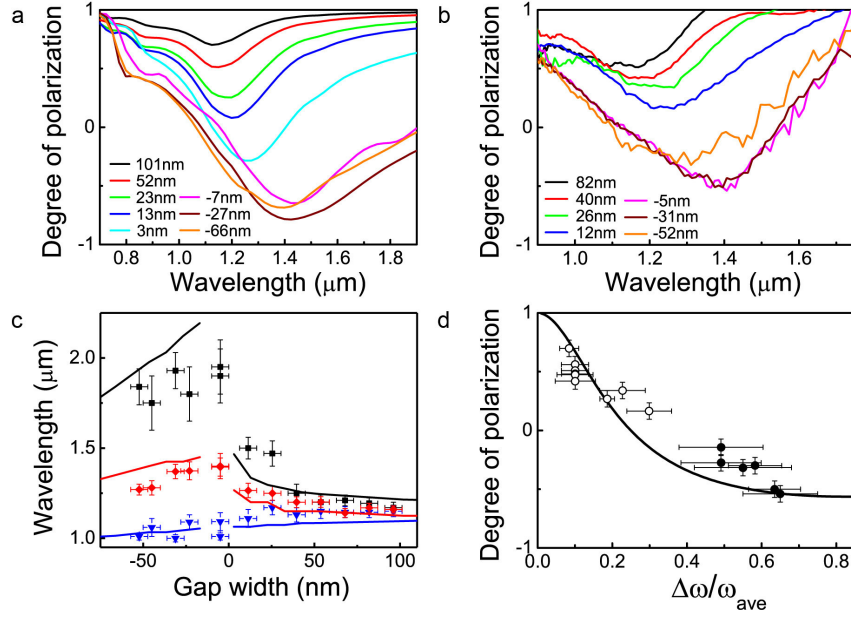 a
Degree of polarization
1
0
-1
101nm
52nm
23nm
13nm
3nm
-7nm
-27nm
-66nm
0.8 1.0 1.2 1.4 1.6 1.8
Wavelength (μm)
b
Degree of polarization
1
0
-1
82nm
40nm
26nm
12nm
-5nm
-31nm
-52nm
1.0 1.2 1.4 1.6
Wavelength (μm)
c
Wavelength (μm)
2.0
1.5
1.0
-50 0 50 100
Gap width (nm)
d
Degree of polarization
1
0
-1
0.0 0.2 0.4 0.6 0.8
Δω/ω_ave